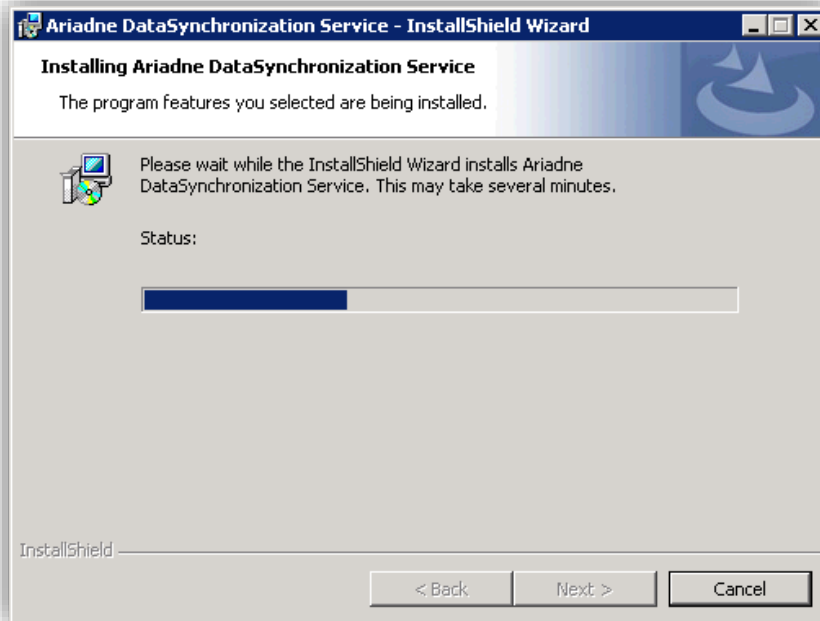 Ariadne DataSynchronization Service - InstallShield Wizard
Installing Ariadne DataSynchronization Service
The program features you selected are being installed.
Please wait while the InstallShield Wizard installs Ariadne
DataSynchronization Service. This may take several minutes.
Status:
InstallShield
< Back
Next >
Cancel